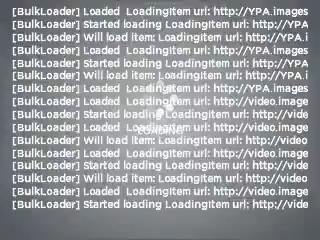 [BulkLoader] Loaded  LoadingItem url: http://YPA.images
[BulkLoader] Started loading LoadingItem url: http://YPA
[BulkLoader] Will load item: LoadingItem url: http://YPA.i
[BulkLoader] Loaded  LoadingItem url: http://YPA.images
[BulkLoader] Started loading LoadingItem url: http://YPA
[BulkLoader] Will load item: LoadingItem url: http://YPA.i
[BulkLoader] Loaded  LoadingItem url: http://YPA.images
[BulkLoader] Loaded  LoadingItem url: http://video.image
[BulkLoader] Started loading LoadingItem url: http://vide
[BulkLoader] Loaded  LoadingItem url: http://video.image
[BulkLoader] Will load item: LoadingItem url: http://video
[BulkLoader] Loaded  LoadingItem url: http://video.image
[BulkLoader] Started loading LoadingItem url: http://vide
[BulkLoader] Will load item: LoadingItem url: http://video
[BulkLoader] Loaded  LoadingItem url: http://video.image
[BulkLoader] Started loading LoadingItem url: http://vide